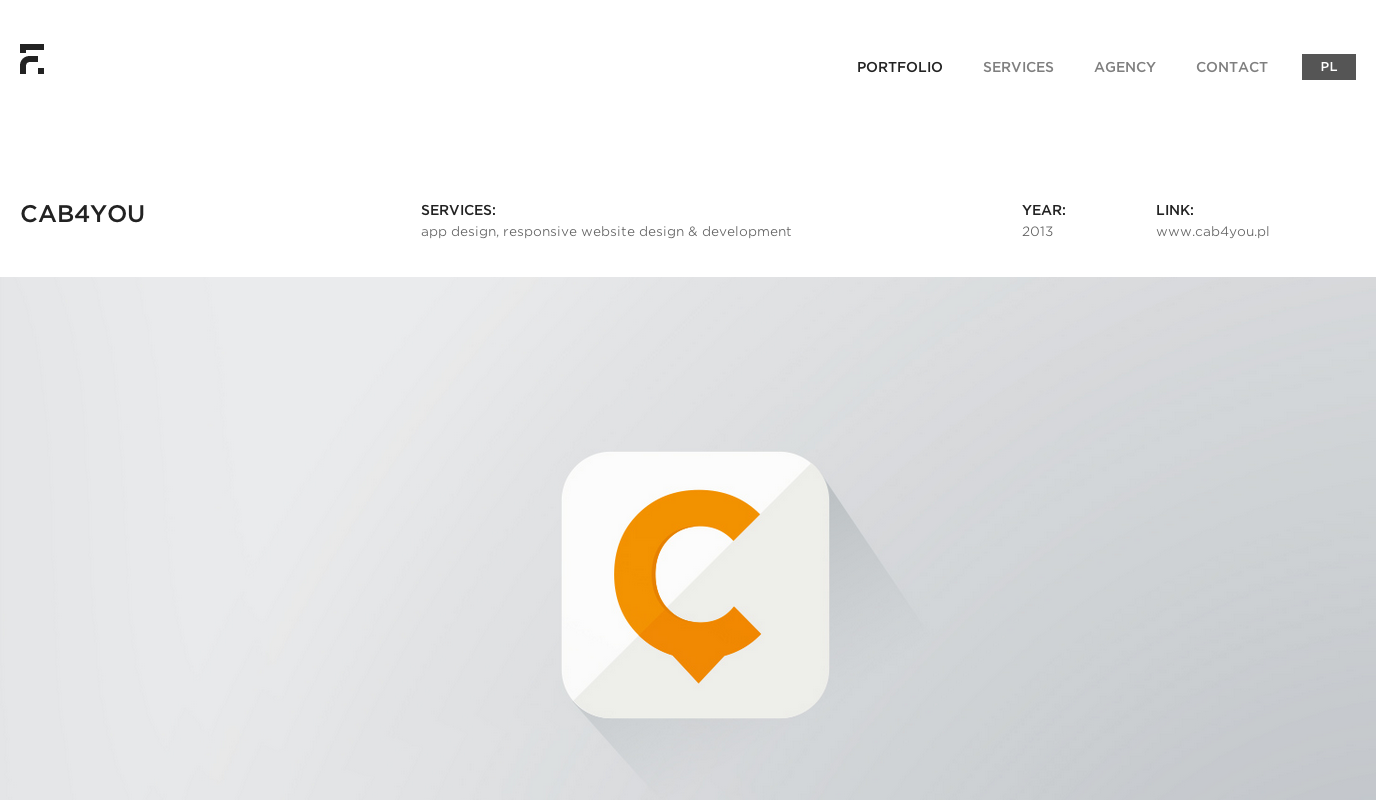 PORTFOLIO SERVICES AGENCY CONTACT PL
CAB4YOU
SERVICES:
app design, responsive website design & development
YEAR:
2013
LINK:
www.cab4you.pl